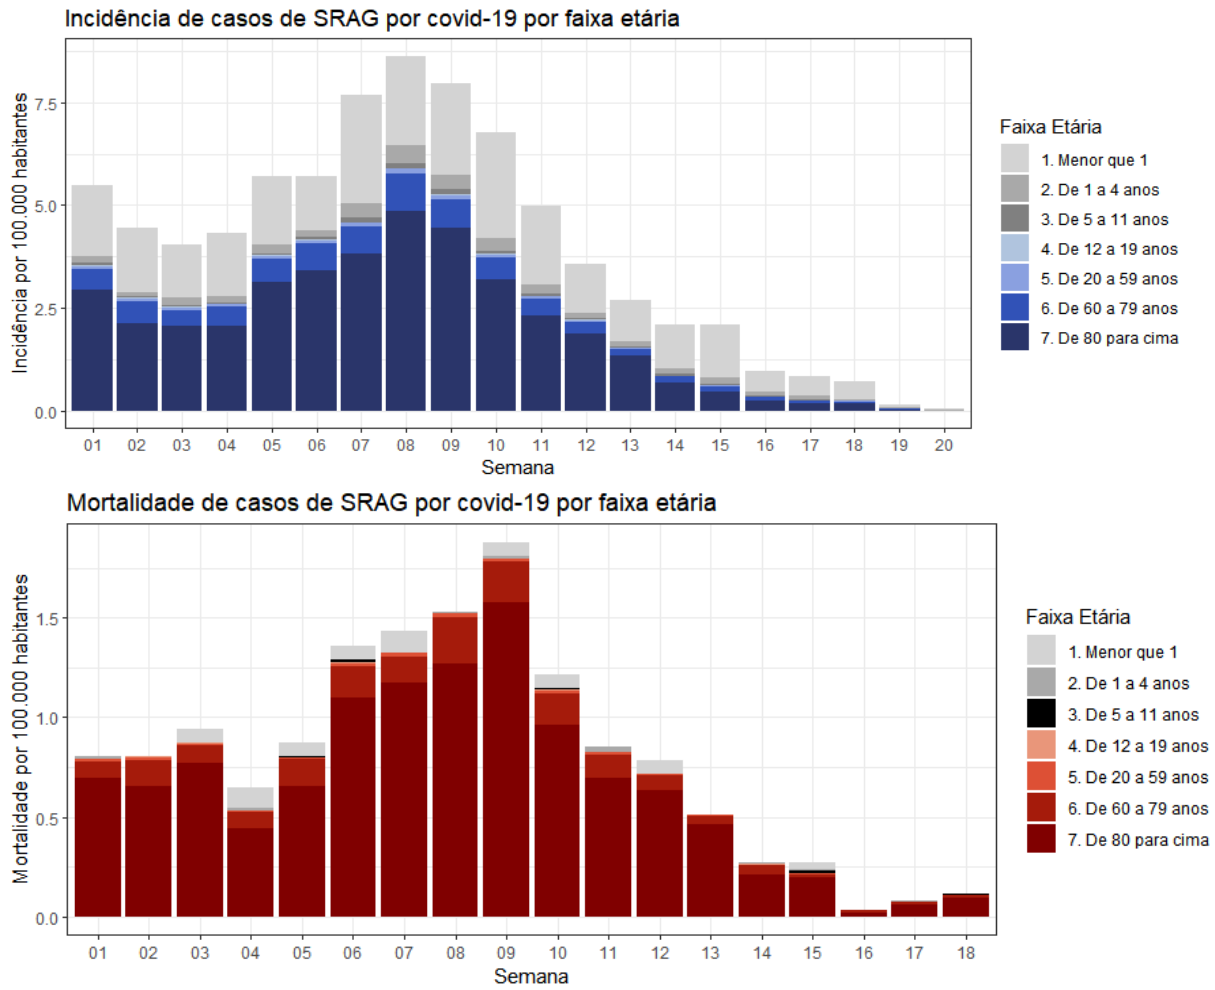 Incidência de casos de SRAG por covid-19 por faixa etária
Incidência por 100.000 habitantes
7.5
5.0
2.5
0.0
01 02 03 04 05 06 07 08 09 10 11 12 13 14 15 16 17 18 19 20
Semana
Faixa Etária
1. Menor que 1
2. De 1 a 4 anos
3. De 5 a 11 anos
4. De 12 a 19 anos
5. De 20 a 59 anos
6. De 60 a 79 anos
7. De 80 para cima
Mortalidade de casos de SRAG por covid-19 por faixa etária
Mortalidade por 100.000 habitantes
1.5
1.0
0.5
0.0
01 02 03 04 05 06 07 08 09 10 11 12 13 14 15 16 17 18
Semana
Faixa Etária
1. Menor que 1
2. De 1 a 4 anos
3. De 5 a 11 anos
4. De 12 a 19 anos
5. De 20 a 59 anos
6. De 60 a 79 anos
7. De 80 para cima